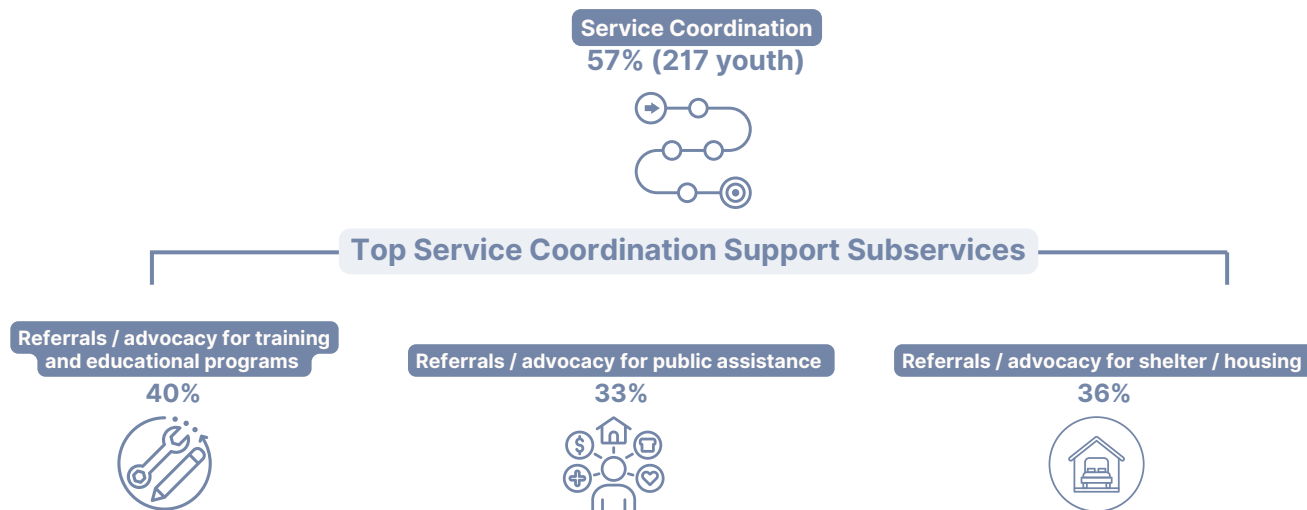 Service Coordination
57% (217 youth)
Top Service Coordination Support Subservices
Referrals / advocacy for training
and educational programs
40%
Referrals / advocacy for public assistance
33%
Referrals / advocacy for shelter / housing
36%
$